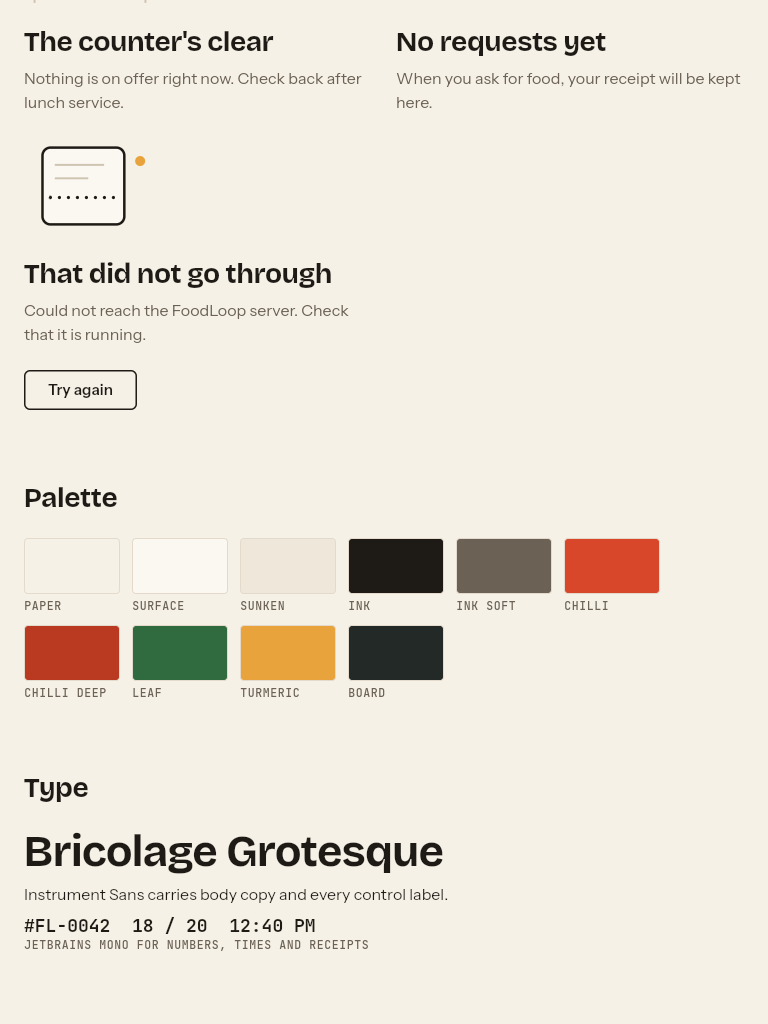 The counter's clear
Nothing is on offer right now. Check back after
lunch service.
No requests yet
When you ask for food, your receipt will be kept
here.
That did not go through
Could not reach the FoodLoop server. Check
that it is running.
Try again
Palette
PAPER
SURFACE
SUNKEN
INK
INK SOFT
CHILLI
CHILLI DEEP
LEAF
TURMERIC
BOARD
Type
Bricolage Grotesque
Instrument Sans carries body copy and every control label.
#FL-0042 18 / 20 12:40 PM
JETBRAINS MONO FOR NUMBERS, TIMES AND RECEIPTS